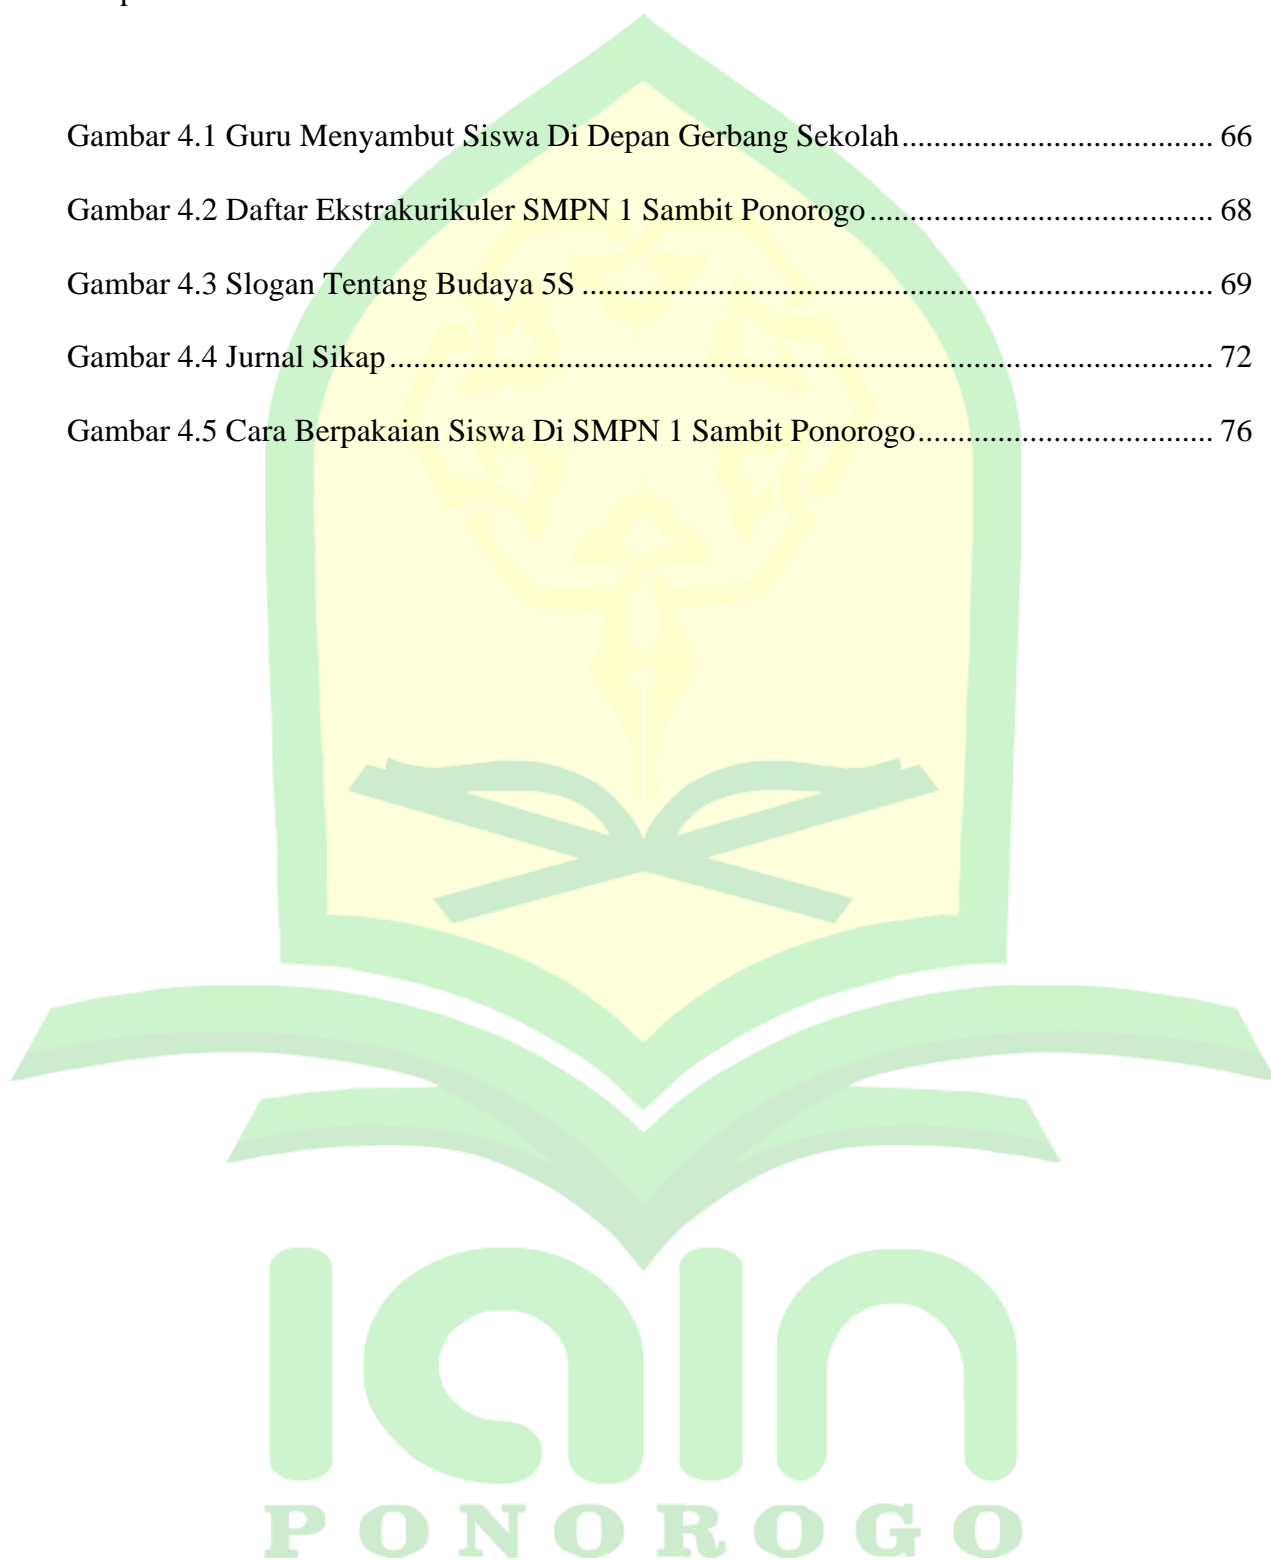 Gambar 4.1 Guru Menyambut Siswa Di Depan Gerbang Sekolah....................................... 66
Gambar 4.2 Daftar Ekstrakurikuler SMPN 1 Sambit Ponorogo........................................... 68
Gambar 4.3 Slogan Tentang Budaya 5S............................................................................... 69
Gambar 4.4 Jurnal Sikap....................................................................................................... 72
Gambar 4.5 Cara Berpakaian Siswa Di SMPN 1 Sambit Ponorogo..................................... 76
iain
PONOROGO